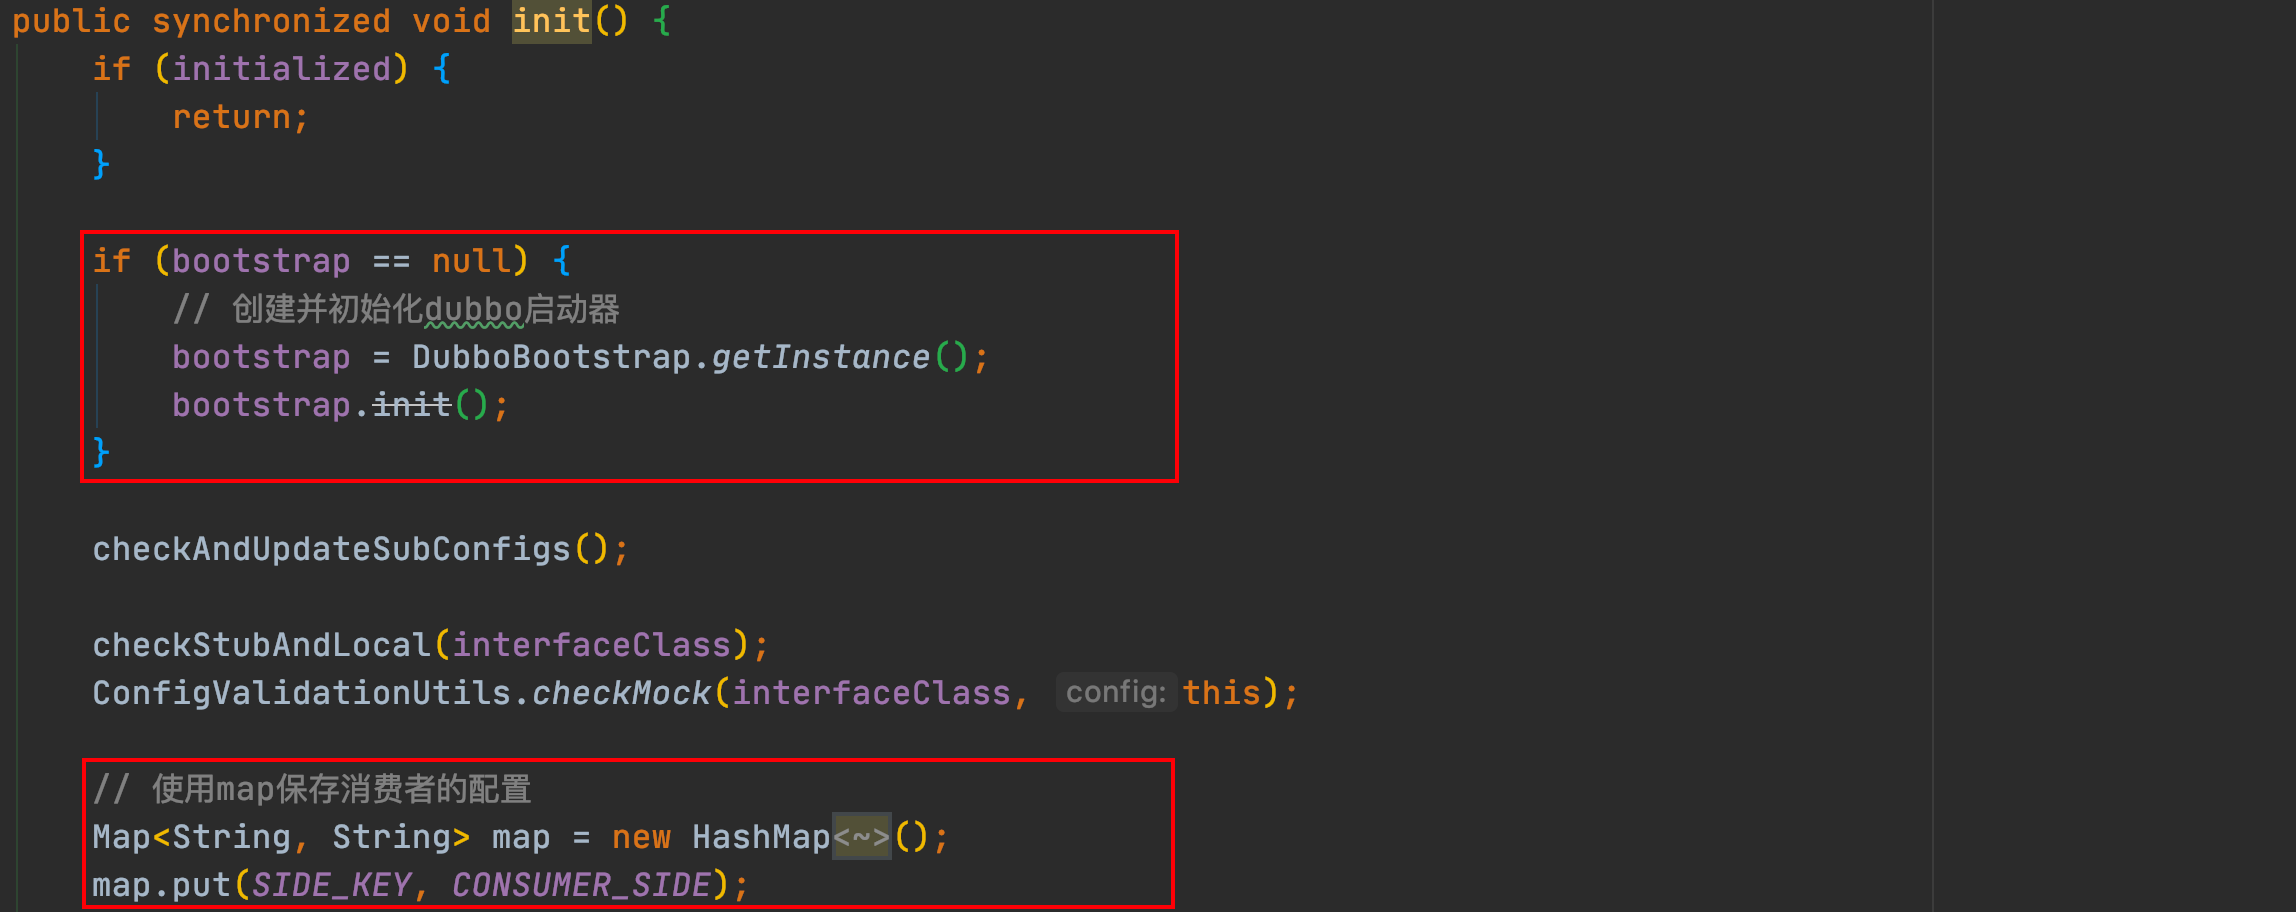 public synchronized void init() {
if (initialized) {
return;
}
if (bootstrap == null) {
// 创建并初始化dubbo启动器
bootstrap = DubboBootstrap.getInstance();
bootstrap.init();
}
checkAndUpdateSubConfigs();
checkStubAndLocal(interfaceClass);
ConfigValidationUtils.checkMock(interfaceClass, config: this);
// 使用map保存消费者的配置
Map<String, String> map = new HashMap<~>();
map.put(SIDE_KEY, CONSUMER_SIDE);